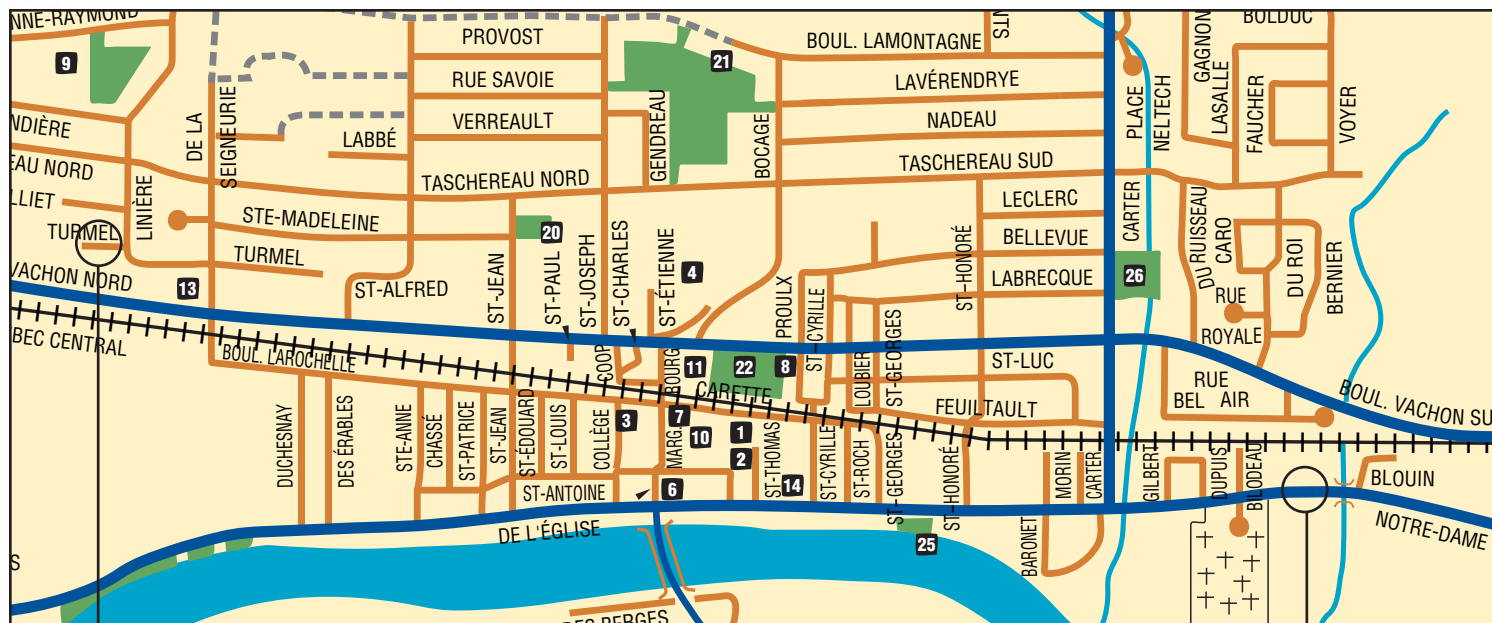 NNE-RAYMOND
PROVOST
BOUL. LAMONTAGNE
NTS
BOLDUC
9
21
RUE SAVOIE
LAVÉRENDRYE
GAGNON
LASALLE
FAUCHER
VOYER
PLACE
NELTECH
NDIÈRE
DE LA
SEIGNEURIE
LABBÉ
VERREAULT
GENDREAU
BOCAGE
NADEAU
EAU NORD
TASCHEREAU NORD
TASCHEREAU SUD
LLIET
LINIÈRE
STE-MADELEINE
20
LECLERC
CARTER
DU RUISSEAU
CARO
DU ROI
BERNIER
TURMEL
TURMEL
ST-JEAN
ST-PAUL
ST-JOSEPH
ST-CHARLES
ST-ÉTIENNE
4
BELLEVUE
ST-HONORÉ
LABRECQUE
26
VACHON NORD
13
ST-ALFRED
PROULX
ST-CYRILLE
RUE
ROYALE
BEC CENTRAL
BOUL. LAROCHELLE
COOP
BOURG
11
22
8
LOUBIER
ST-GEORGES
ST-LUC
CARETTE
FEUILTAULT
RUE
BEL AIR
BOUL. VACHON SU
DUCHESNAY
DES ÉRABLES
STE-ANNE
CHASSÉ
ST-PATRICE
ST-JEAN
ST-ÉDOUARD
ST-LOUIS
COLLÈGE
3
7
MARG.
10
1
2
ST-THOMAS
14
ST-CYRILLE
ST-ROCH
ST-GEORGES
ST-HONORÉ
MORIN
CARTER
GILBERT
DUPUIS
BILODEAU
BLOUIN
ST-ANTOINE
6
DE L'ÉGLISE
25
BARONET
NOTRE-DAME
S
DES BERGES